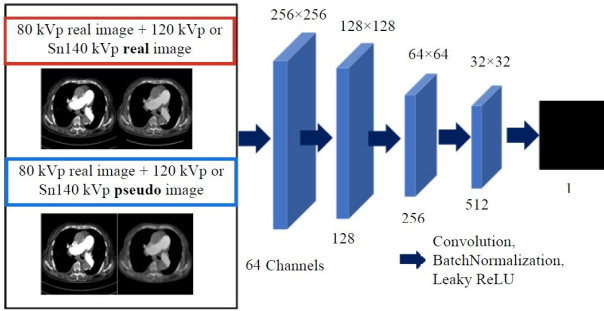 80 kVp real image + 120 kVp or
Sn140 kVp real image
80 kVp real image + 120 kVp or
Sn140 kVp pseudo image
256×256
128×128
64×64
32×32
64 Channels
128
256
512
1
Convolution,
BatchNormalization,
Leaky ReLU